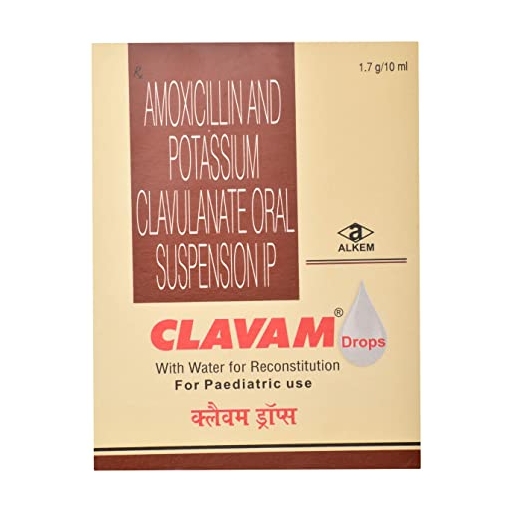 Rx
1.7 g/10 ml
AMOXICILLIN AND
POTASSIUM
CLAVULANATE ORAL
SUSPENSION IP
a
ALKEM
CLAVAM®
Drops
With Water for Reconstitution
For Paediatric use
क्लैवम ड्रॉप्स